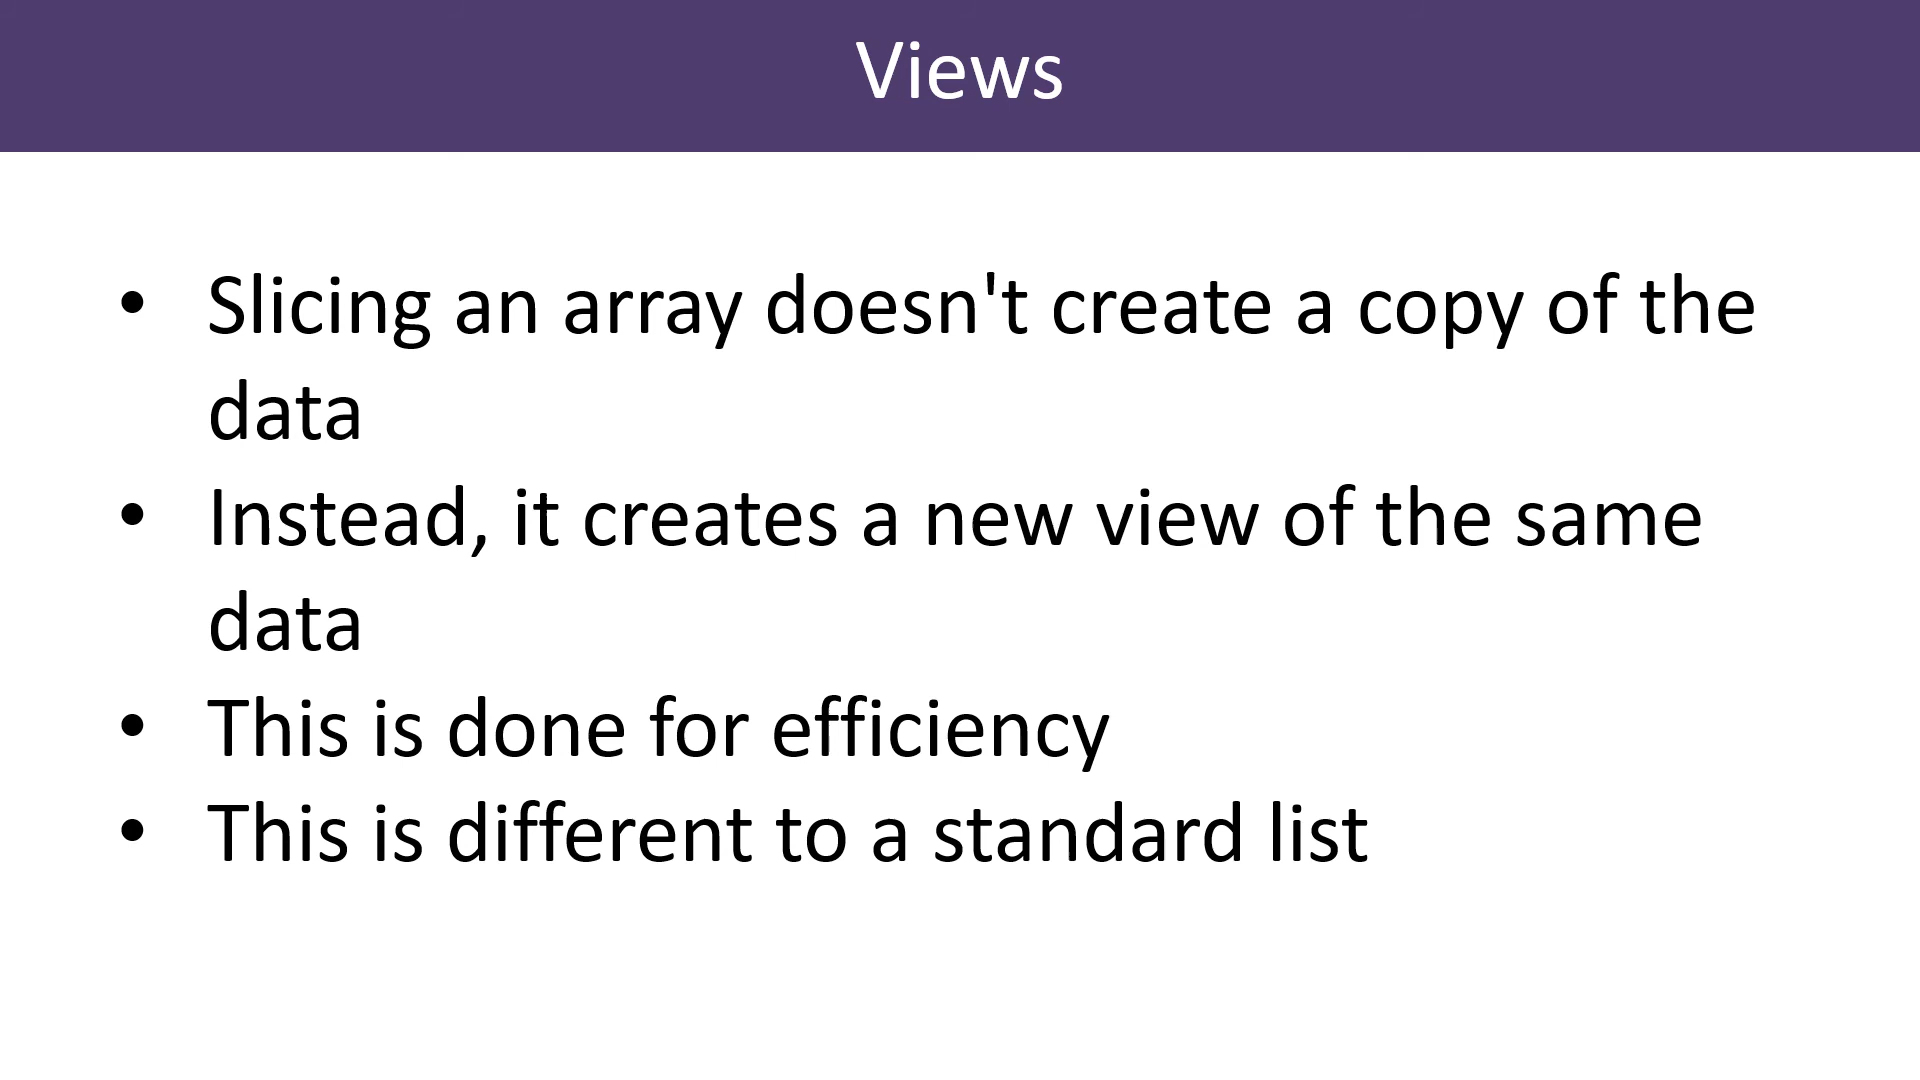 Views
• Slicing an array doesn't create a copy of the
data
• Instead, it creates a new view of the same
data
• This is done for efficiency
• This is different to a standard list